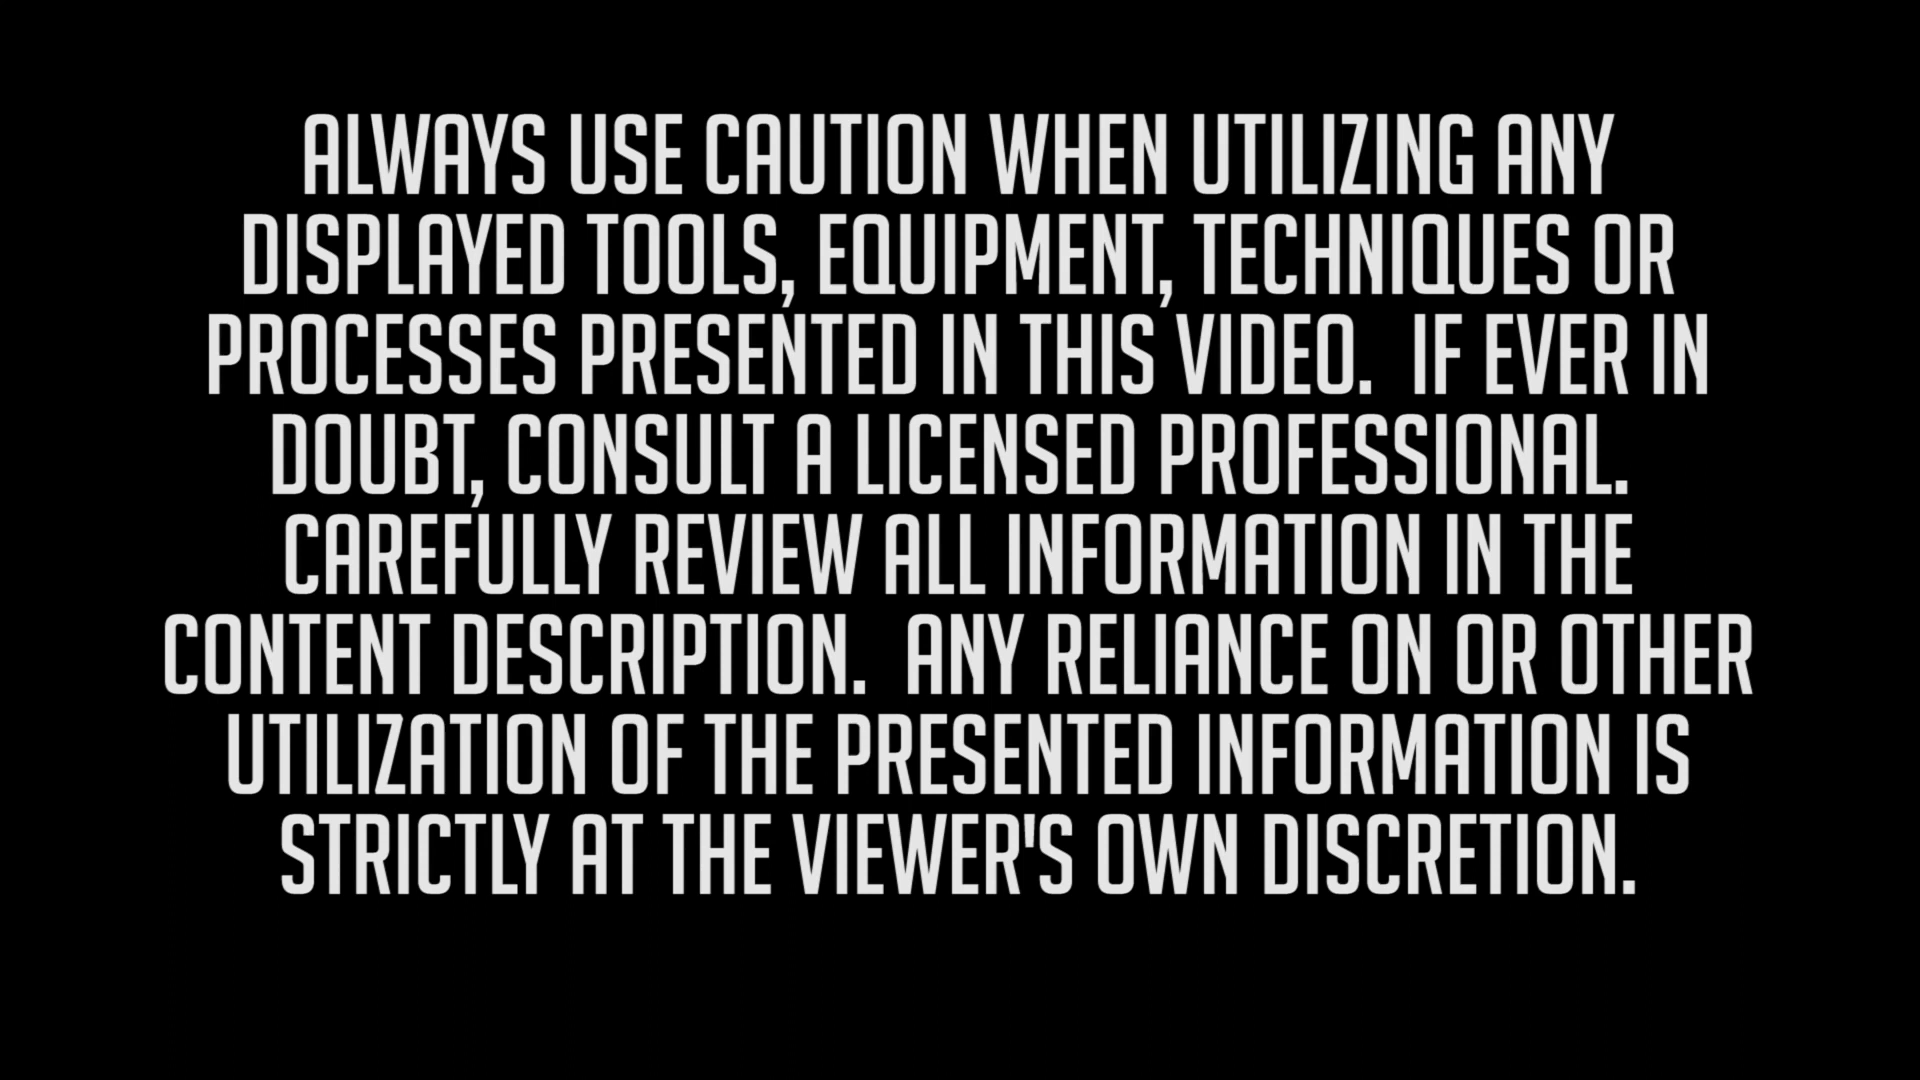 ALWAYS USE CAUTION WHEN UTILIZING ANY
DISPLAYED TOOLS, EQUIPMENT, TECHNIQUES OR
PROCESSES PRESENTED IN THIS VIDEO.  IF EVER IN
DOUBT, CONSULT A LICENSED PROFESSIONAL.
CAREFULLY REVIEW ALL INFORMATION IN THE
CONTENT DESCRIPTION.  ANY RELIANCE ON OR OTHER
UTILIZATION OF THE PRESENTED INFORMATION IS
STRICTLY AT THE VIEWER'S OWN DISCRETION.